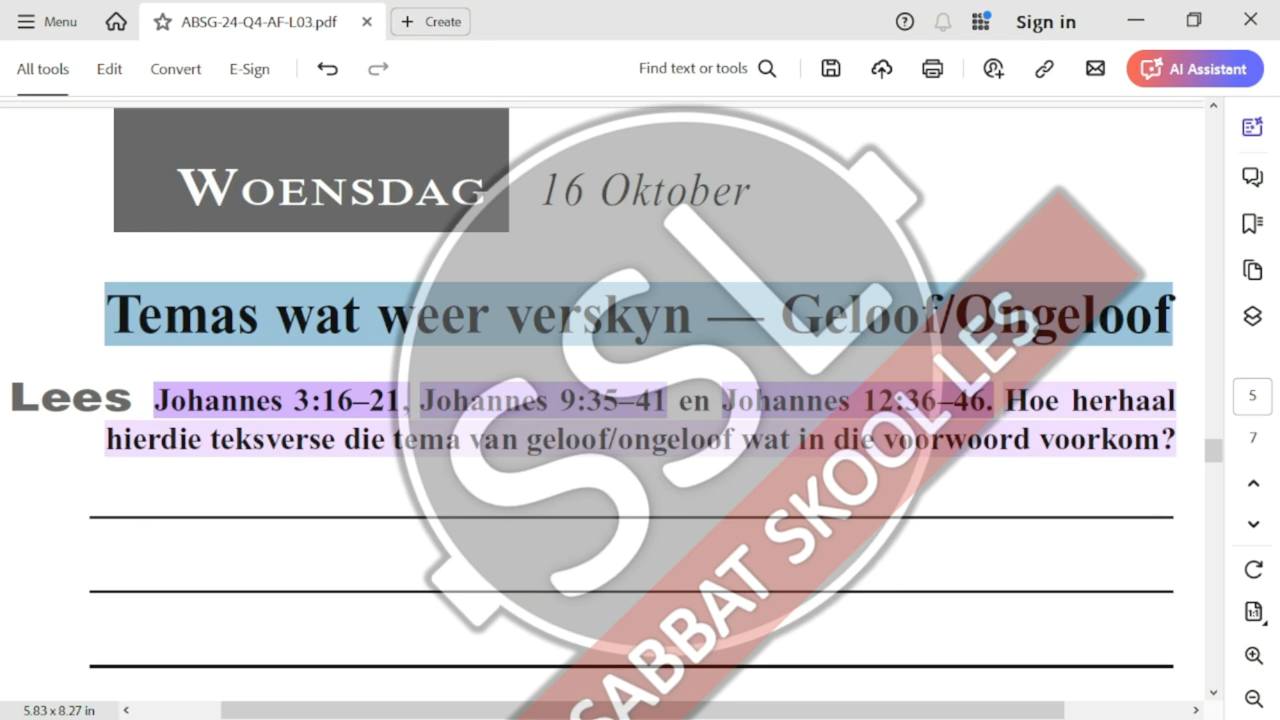 Menu
ABSG-24-Q4-AF-L03.pdf
Create
Sign in
All tools
Edit
Convert
E-Sign
Find text or tools
AI Assistant
WOENSDAG 16 Oktober
Temas wat weer verskyn — Geloof/Ongeloof
Lees Johannes 3:16–21, Johannes 9:35–41 en Johannes 12:36–46. Hoe herhaal
hierdie teksverse die tema van geloof/ongeloof wat in die voorwoord voorkom?
SSL
SABBAT SKOOL LES
5
7
1:1
5.83 x 8.27 in